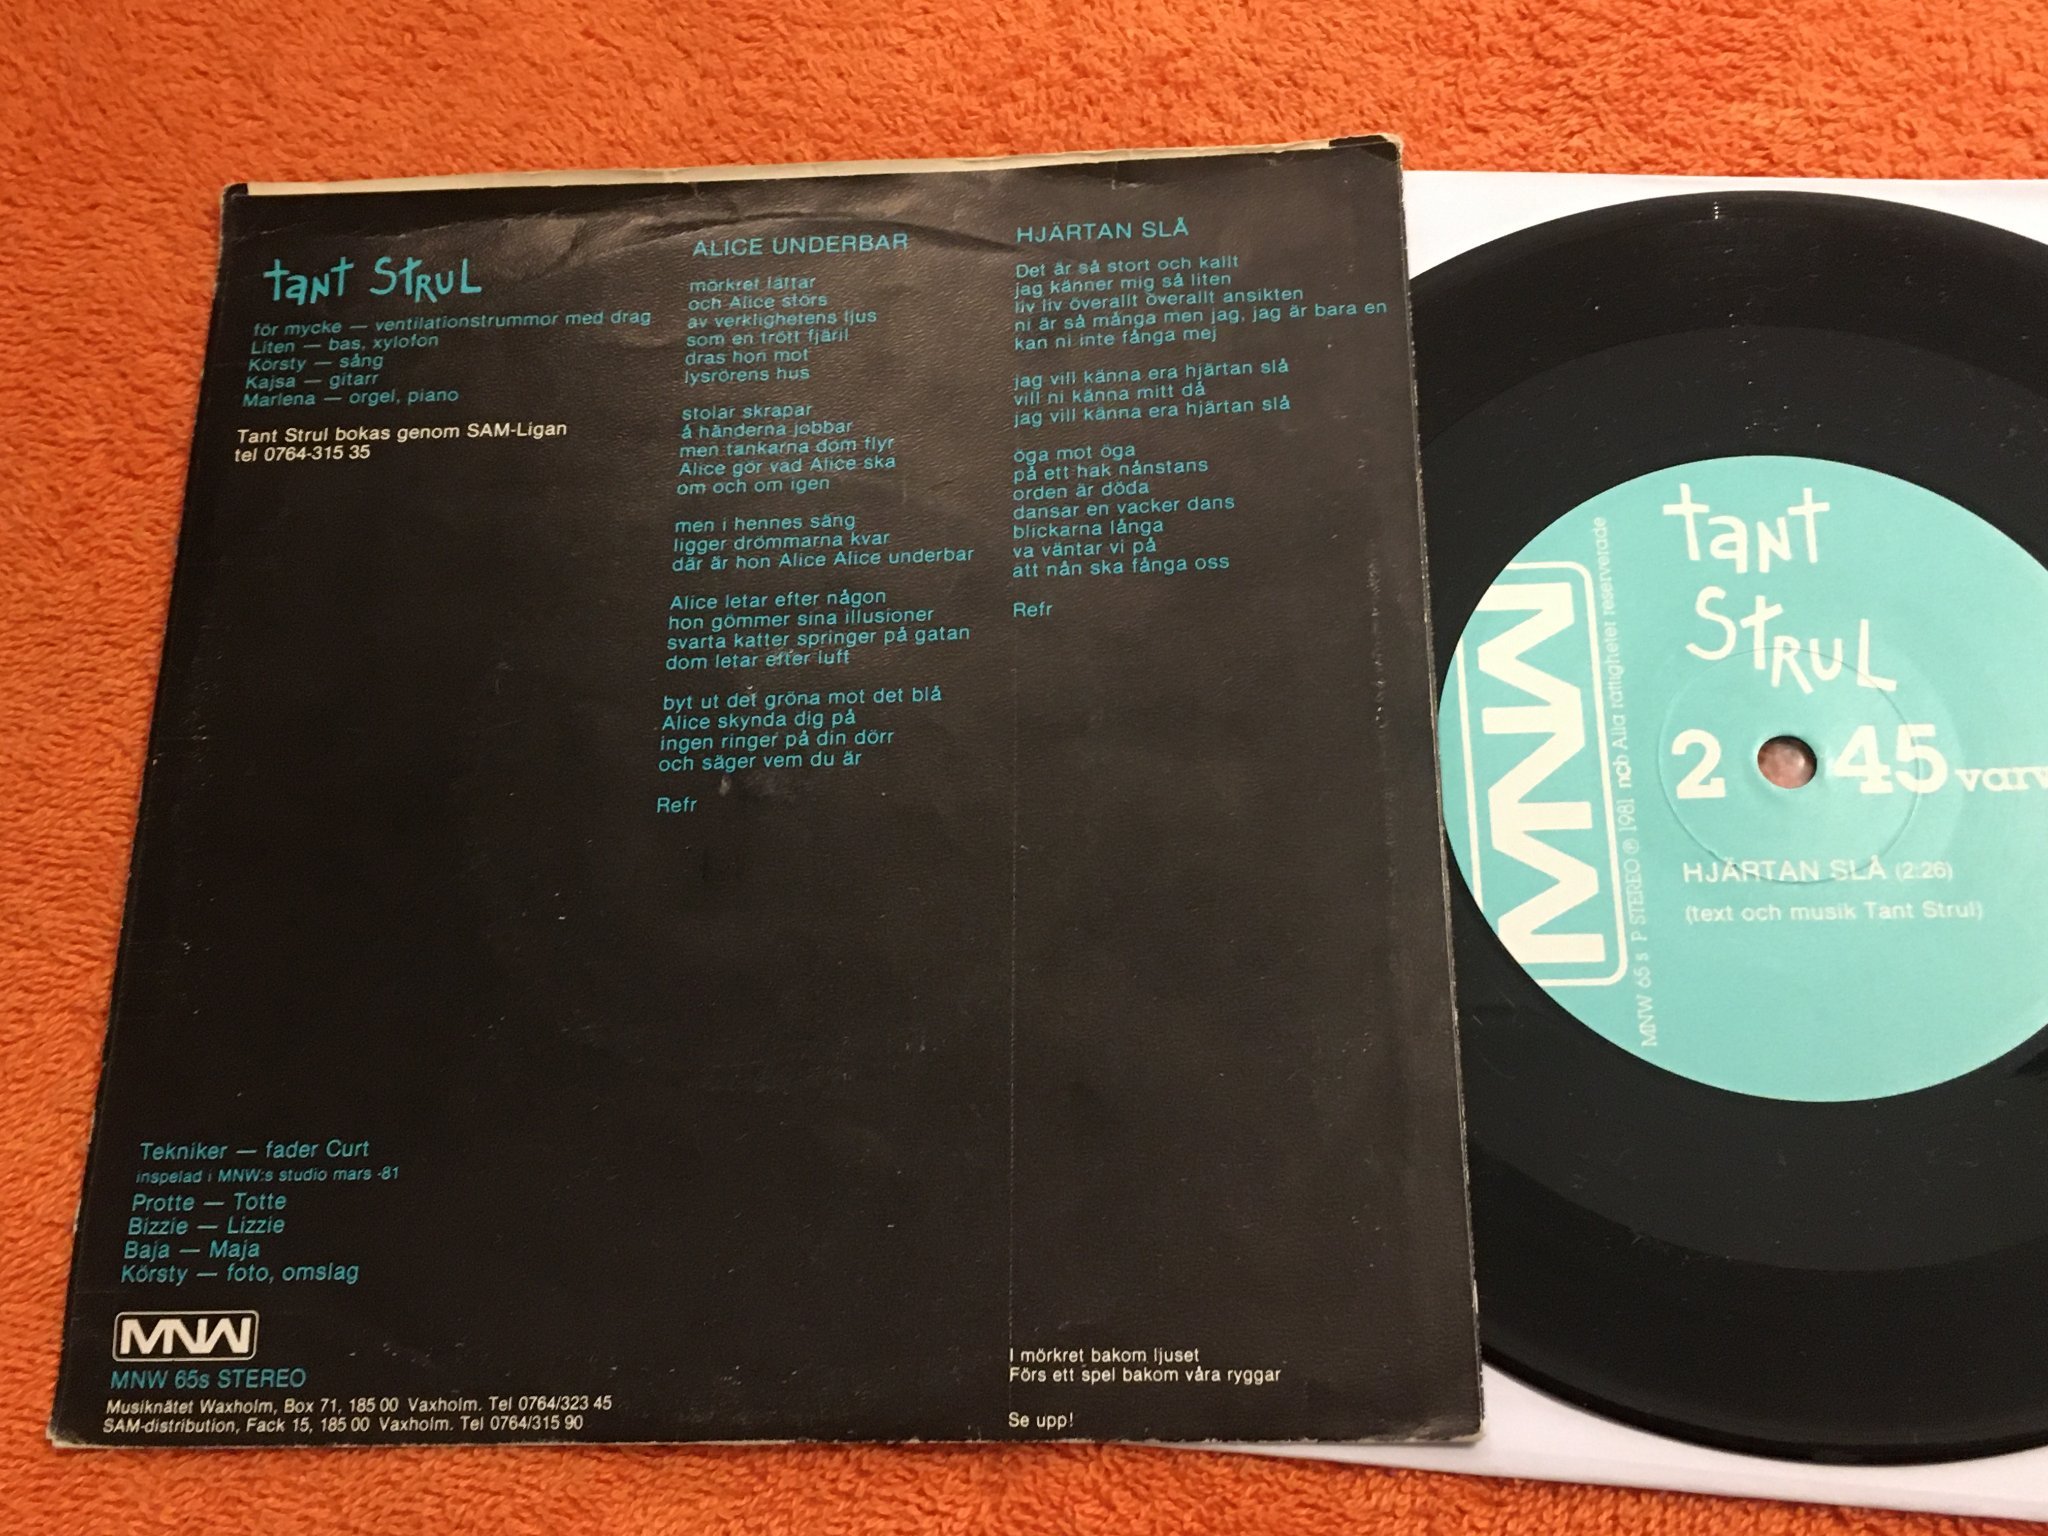 tant Strul
för mycke — ventilationstrummor med drag
Liten — bas, xylofon
Körsty — sång
Kajsa — gitarr
Marlena — orgel, piano
Tant Strul bokas genom SAM-Ligan
tel 0764-315 35
ALICE UNDERBAR
mörkret lättar
och Alice störs
av verklighetens ljus
som en trött fjäril
dras hon mot
lysrörens hus
stolar skrapar
å händerna jobbar
men tankarna dom flyr
Alice gör vad Alice ska
om och om igen
men i hennes säng
ligger drömmarna kvar
där är hon Alice Alice underbar
Alice letar efter någon
hon gömmer sina illusioner
svarta katter springer på gatan
dom letar efter luft
byt ut det gröna mot det blå
Alice skynda dig på
ingen ringer på din dörr
och säger vem du är
Refr
HJÄRTAN SLÅ
Det är så stort och kallt
jag känner mig så liten
liv liv överallt överallt ansikten
ni är så många men jag, jag är bara en
kan ni inte fånga mej
jag vill känna era hjärtan slå
vill ni känna mitt då
jag vill känna era hjärtan slå
öga mot öga
på ett hak nånstans
orden är döda
dansar en vacker dans
blickarna långa
va väntar vi på
att nån ska fånga oss
Refr
Tekniker — fader Curt
inspelad i MNW:s studio mars -81
Protte — Totte
Bizzie — Lizzie
Baja — Maja
Körsty — foto, omslag
MNW
MNW 65s STEREO
Musiknätet Waxholm, Box 71, 185 00 Vaxholm. Tel 0764/323 45
SAM-distribution, Fack 15, 185 00 Vaxholm. Tel 0764/315 90
I mörkret bakom ljuset
Förs ett spel bakom våra ryggar
Se upp!
MNW
MNW 65 s P STEREO ℗ 1981 ncb Alla rättigheter reserverade
tant
Strul
2 45 varv
HJÄRTAN SLÅ (2:26)
(text och musik Tant Strul)